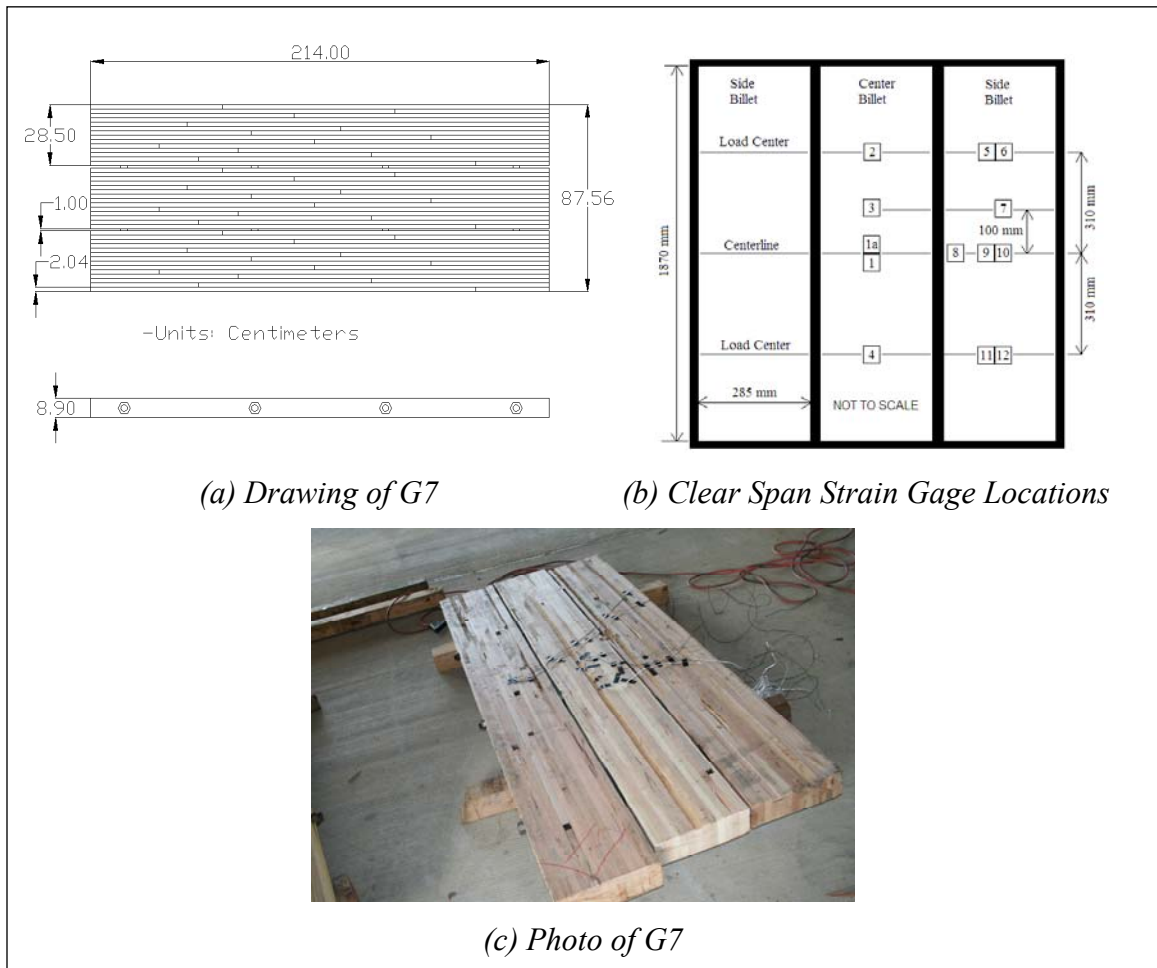 214.00
28.50
1.00
2.04
87.56
-Units: Centimeters
8.90
(a) Drawing of G7
Side
Billet
Center
Billet
Side
Billet
Load Center
2
5 6
3
7
100 mm
310 mm
1870 mm
Centerline
1a
1
8 9 10
310 mm
Load Center
4
11 12
285 mm
NOT TO SCALE
(b) Clear Span Strain Gage Locations
(c) Photo of G7